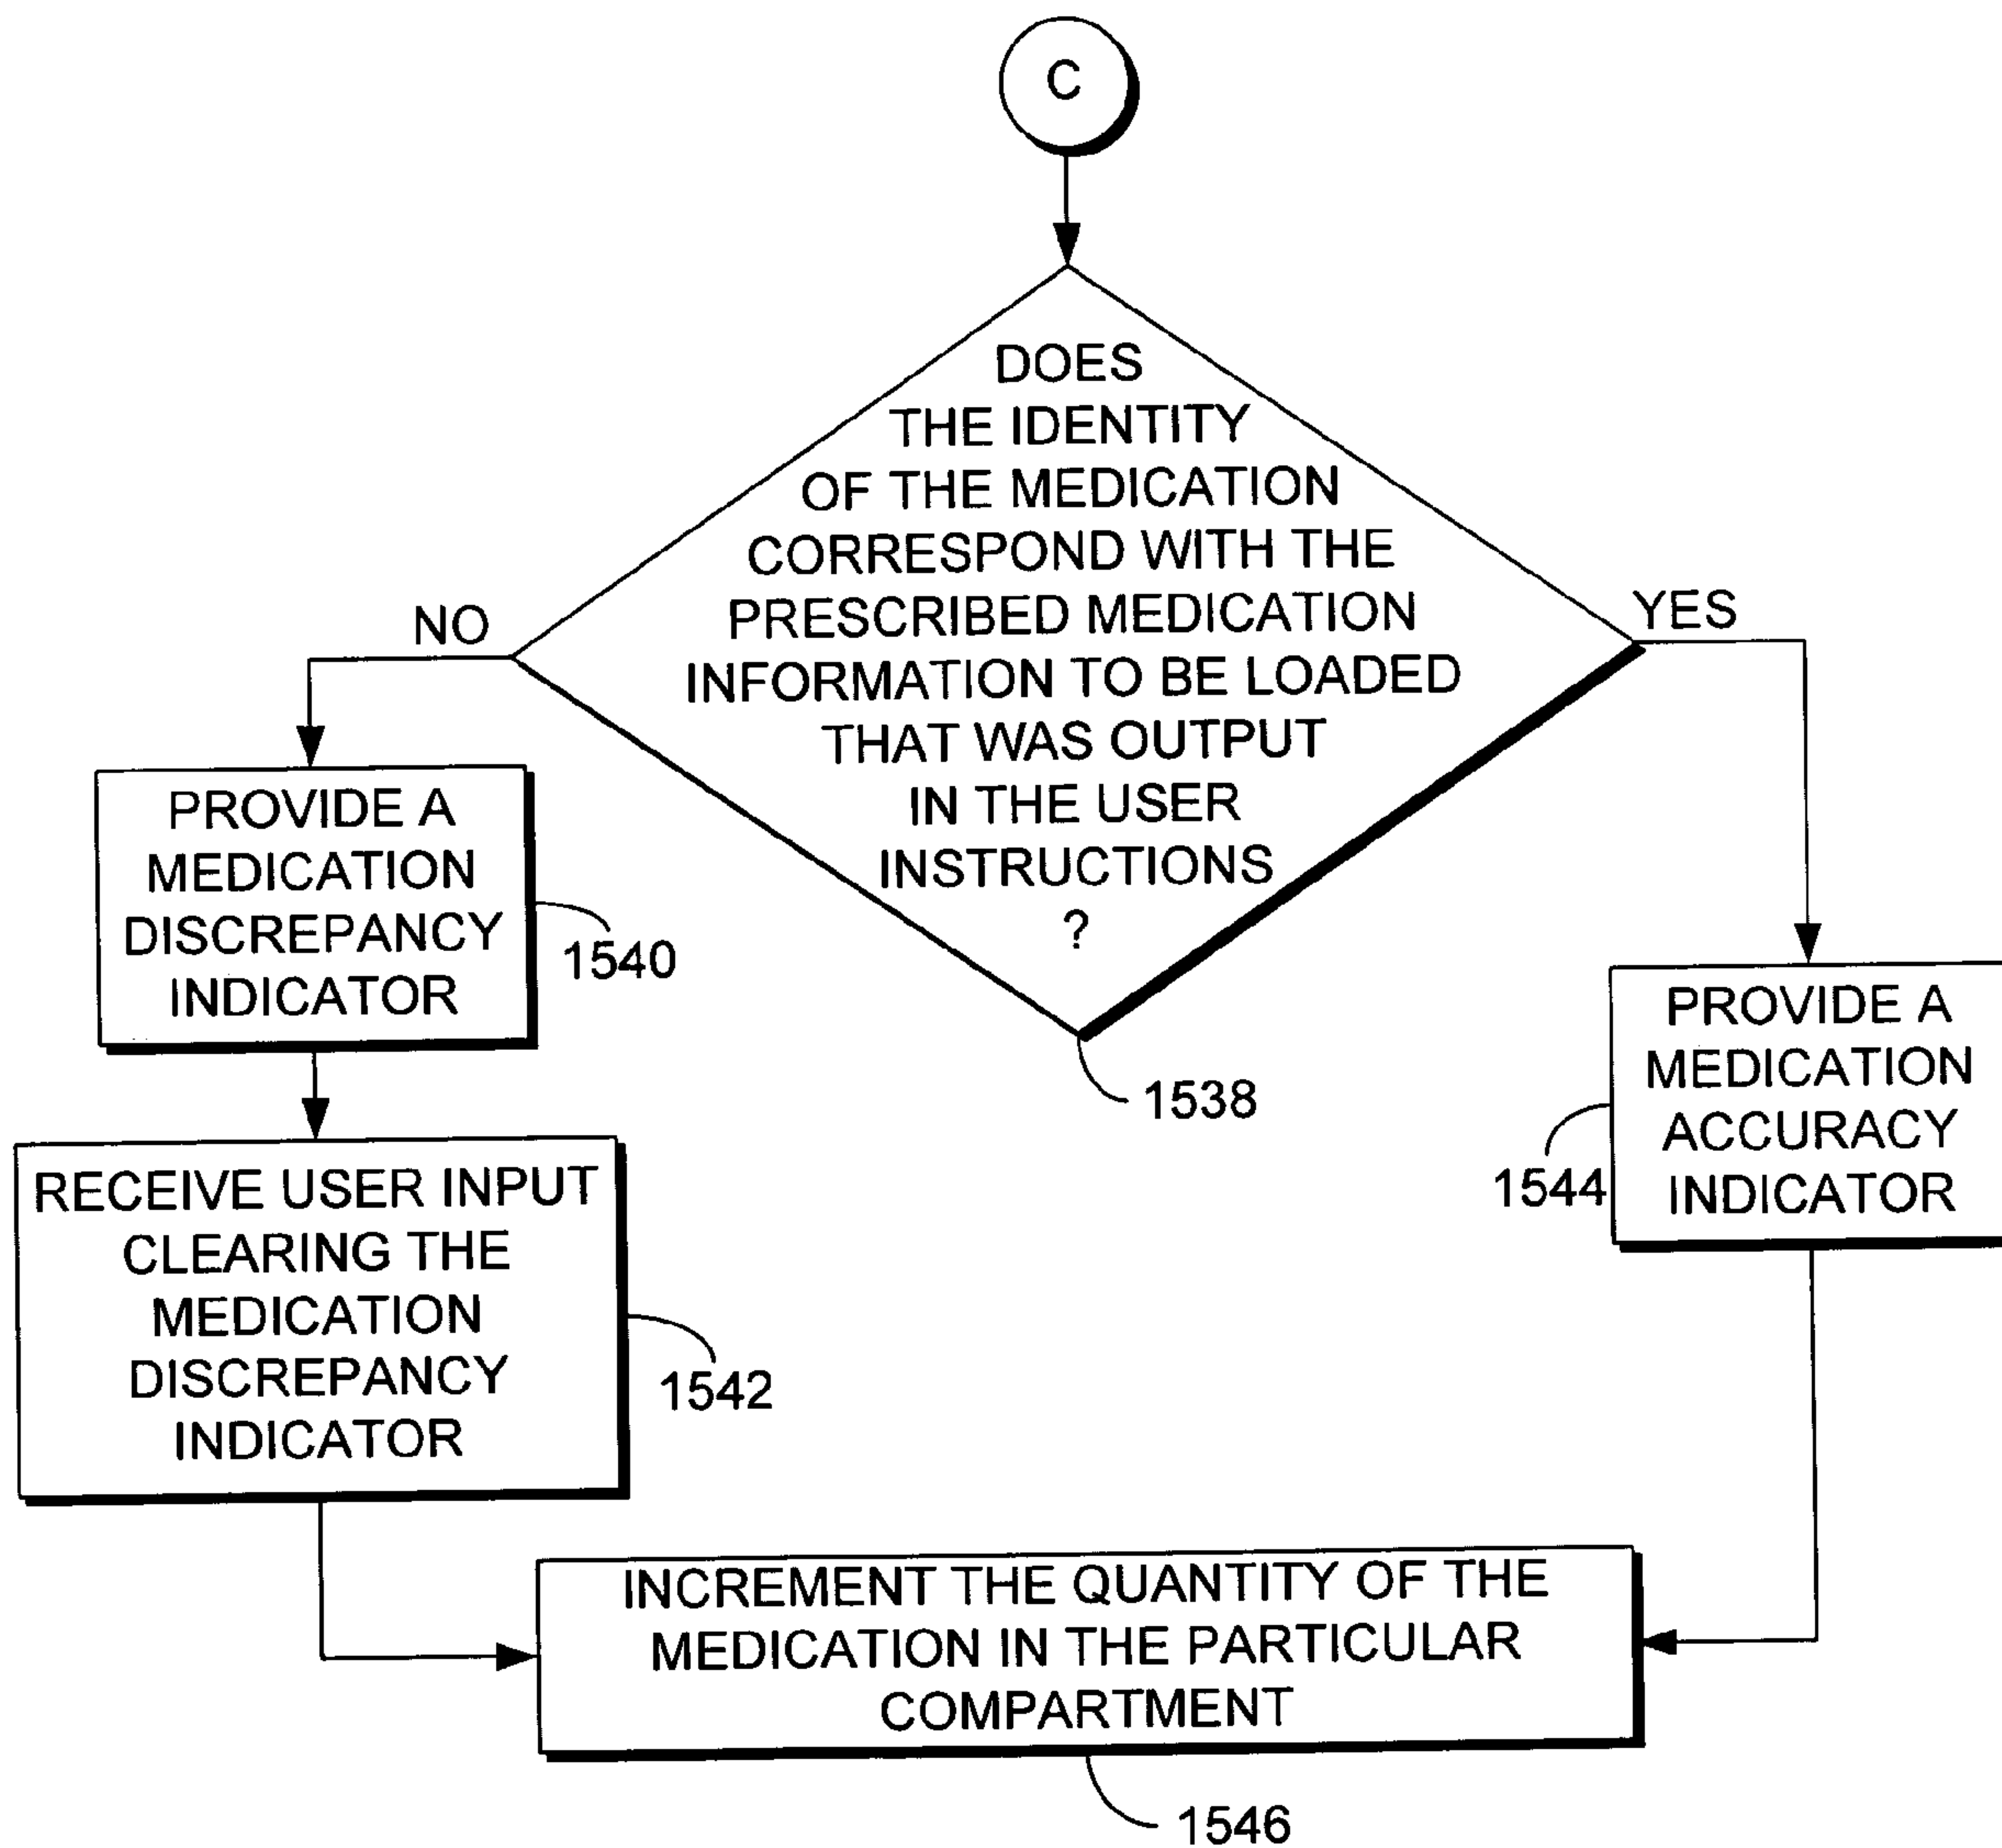 C
DOES
THE IDENTITY
OF THE MEDICATION
CORRESPOND WITH THE
PRESCRIBED MEDICATION
INFORMATION TO BE LOADED
THAT WAS OUTPUT
IN THE USER
INSTRUCTIONS
?
1538
NO
YES
PROVIDE A
MEDICATION
DISCREPANCY
INDICATOR
1540
RECEIVE USER INPUT
CLEARING THE
MEDICATION
DISCREPANCY
INDICATOR
1542
PROVIDE A
MEDICATION
ACCURACY
INDICATOR
1544
INCREMENT THE QUANTITY OF THE
MEDICATION IN THE PARTICULAR
COMPARTMENT
1546